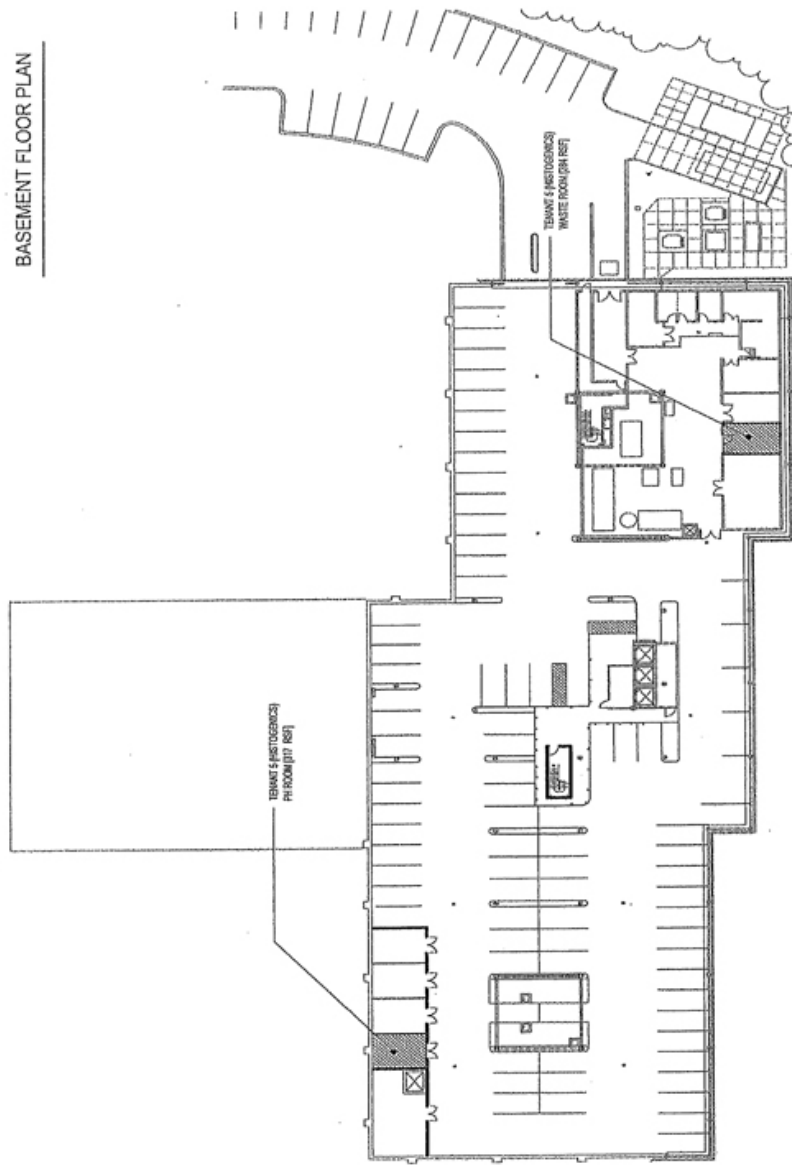 BASEMENT FLOOR PLAN
TENANT 5 (HISTOGENICS)
WASTE ROOM [284 RSF]
TENANT 5 (HISTOGENICS)
PH ROOM [317 RSF]